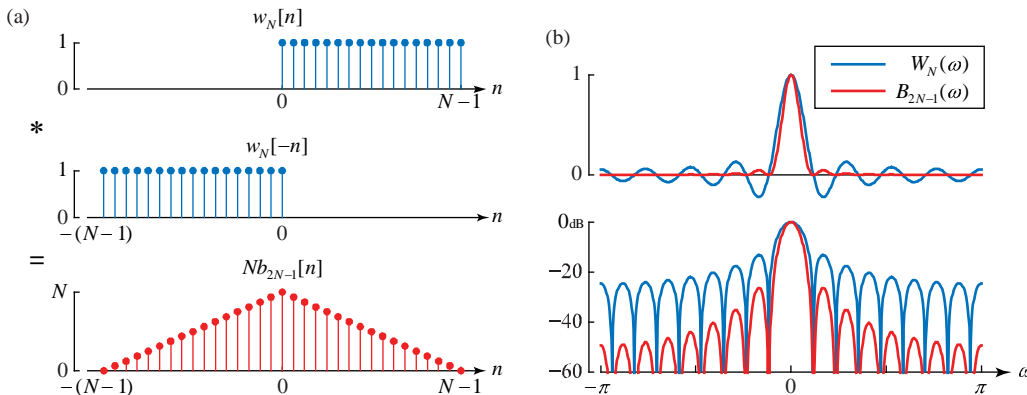 (a)
w_N[n]
1
0
0
N−1
n
*
w_N[−n]
1
0
−(N−1)
0
n
=
Nb_{2N−1}[n]
N
0
−(N−1)
0
N−1
n
(b)
W_N(ω)
B_{2N−1}(ω)
1
0
0dB
−20
−40
−60
−π
0
π
ω